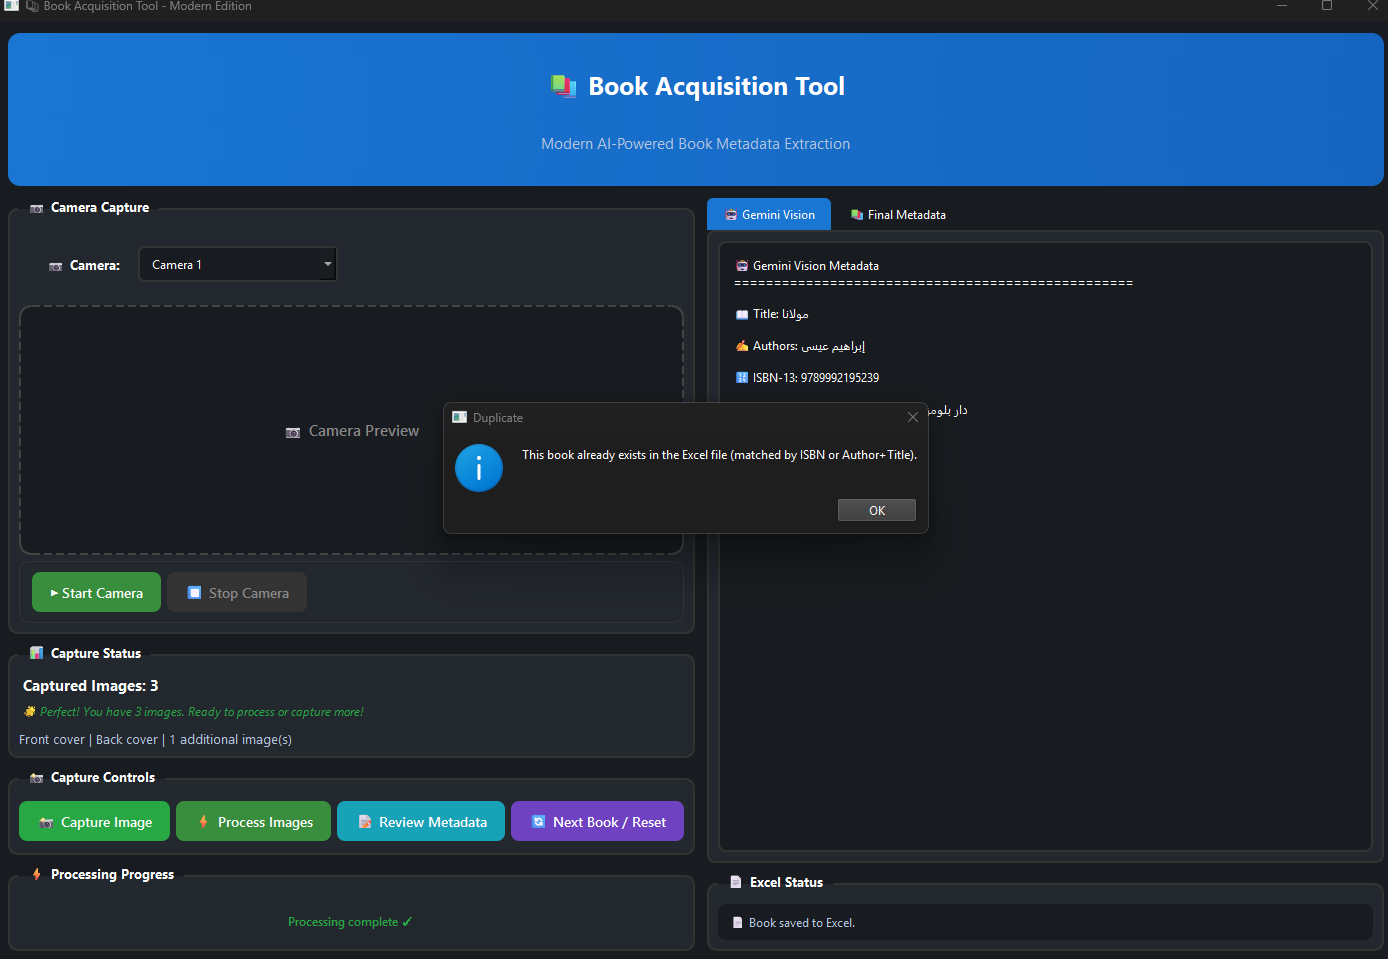 Book Acquisition Tool - Modern Edition
Book Acquisition Tool
Modern AI-Powered Book Metadata Extraction
Camera Capture
Camera:
Camera 1
Camera Preview
Start Camera
Stop Camera
Capture Status
Captured Images: 3
Perfect! You have 3 images. Ready to process or capture more!
Front cover | Back cover | 1 additional image(s)
Capture Controls
Capture Image
Process Images
Review Metadata
Next Book / Reset
Processing Progress
Processing complete ✓
Gemini Vision
Final Metadata
Gemini Vision Metadata
==================================================
Title: مولانا
Authors: إبراهيم عيسى
ISBN-13: 9789992195239
دار بلومز
Duplicate
This book already exists in the Excel file (matched by ISBN or Author+Title).
OK
Excel Status
Book saved to Excel.